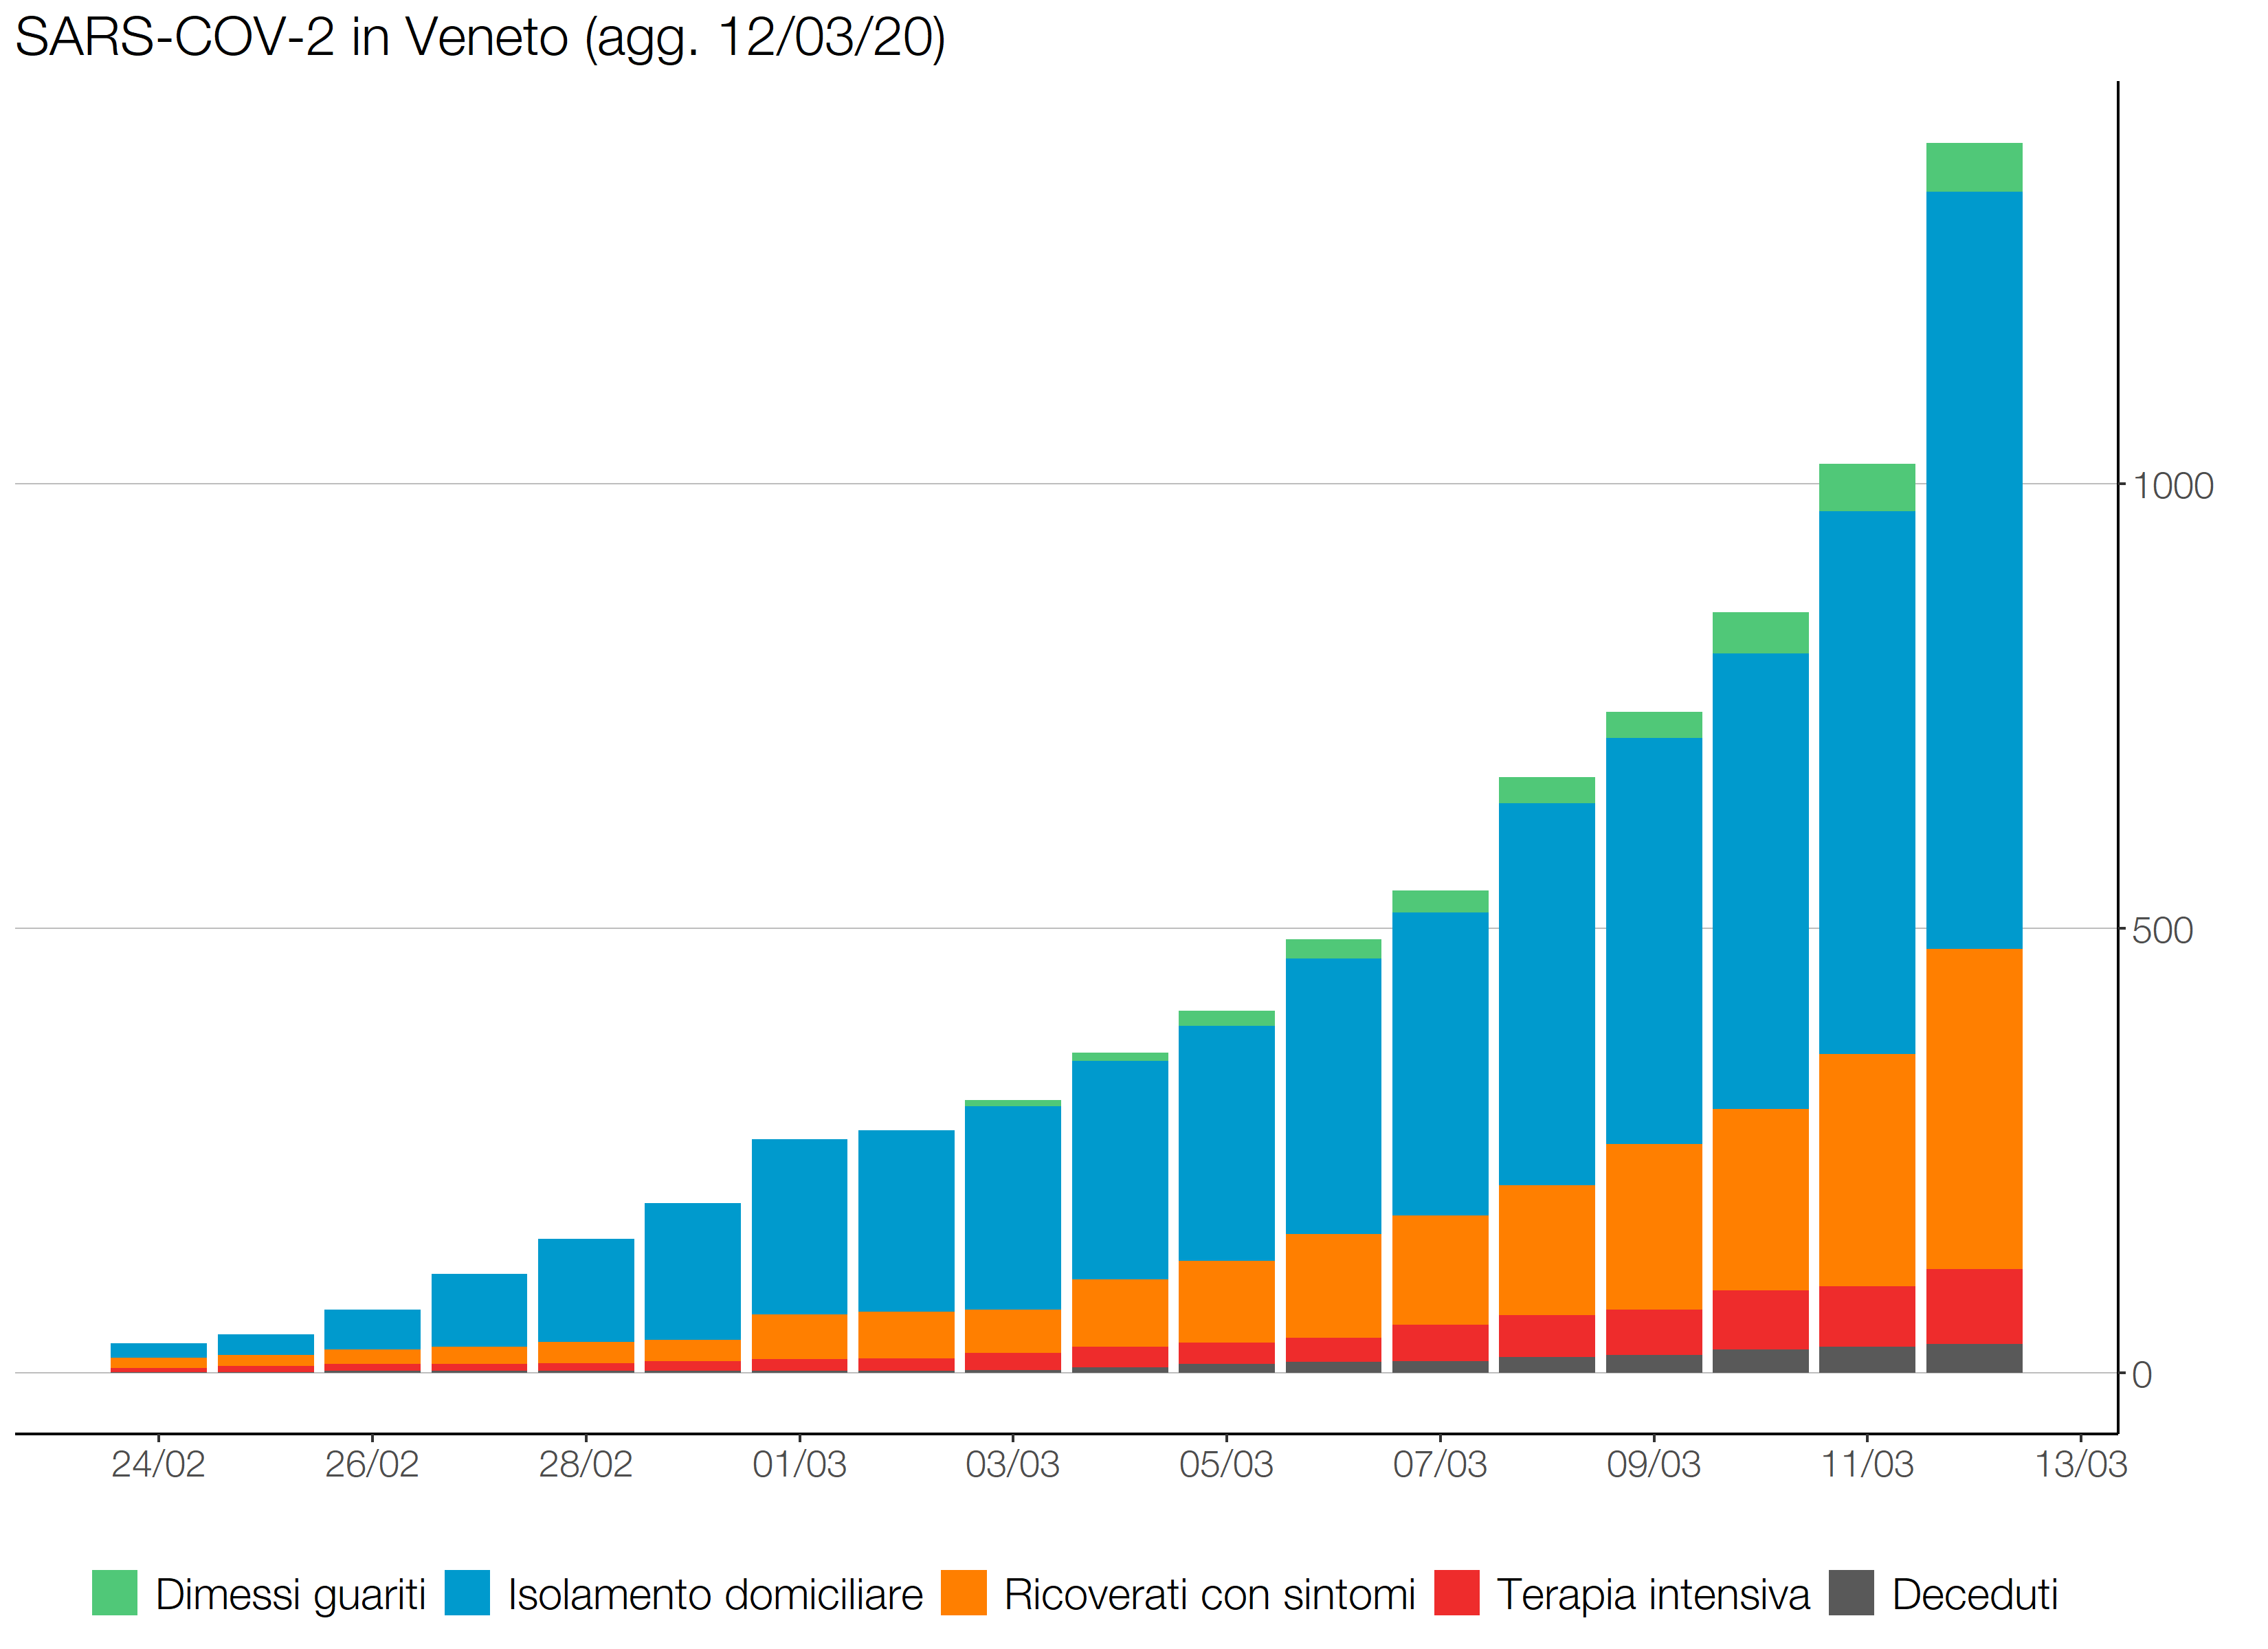 SARS-COV-2 in Veneto (agg. 12/03/20)
1000
500
0
24/02 26/02 28/02 01/03 03/03 05/03 07/03 09/03 11/03 13/03
Dimessi guariti Isolamento domiciliare Ricoverati con sintomi Terapia intensiva Deceduti